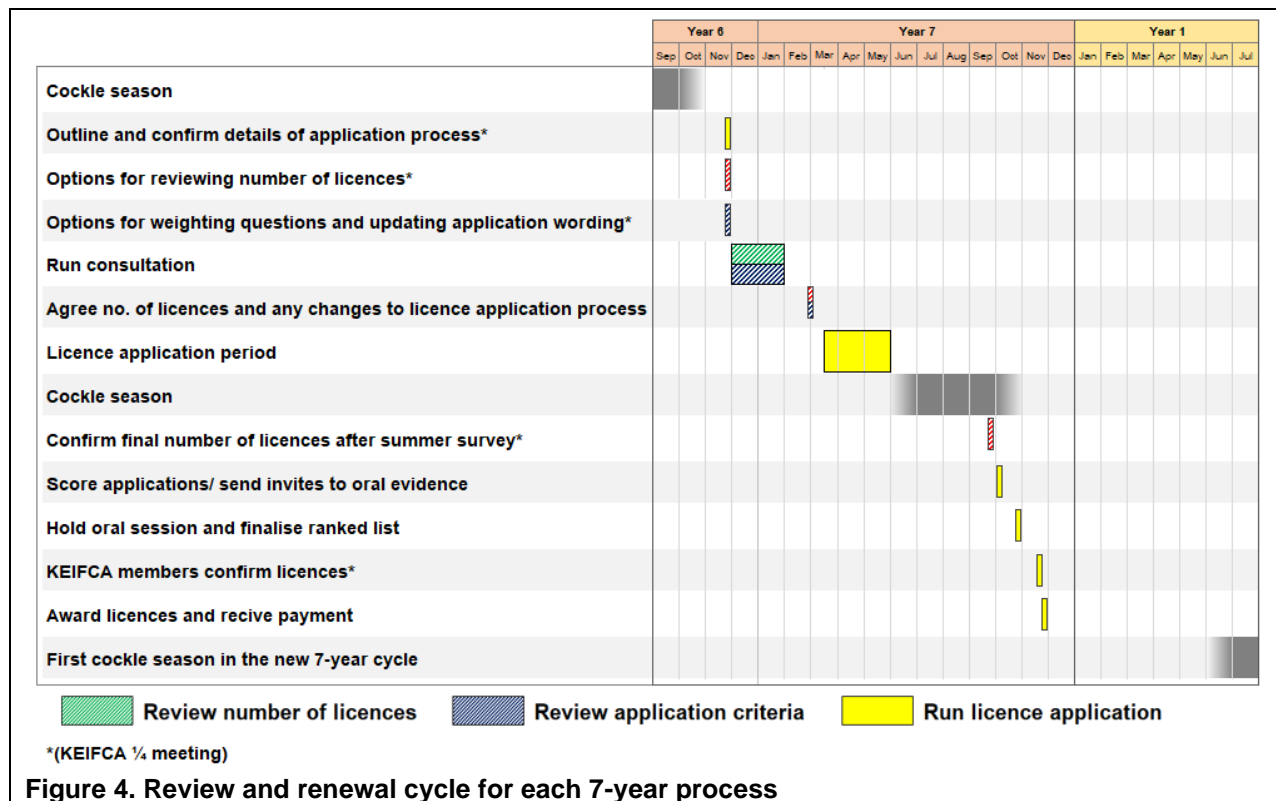 Year 6 Year 7 Year 1
Sep Oct Nov Dec Jan Feb Mar Apr May Jun Jul Aug Sep Oct Nov Dec Jan Feb Mar Apr May Jun Jul
Cockle season
Outline and confirm details of application process*
Options for reviewing number of licences*
Options for weighting questions and updating application wording*
Run consultation
Agree no. of licences and any changes to licence application process
Licence application period
Cockle season
Confirm final number of licences after summer survey*
Score applications/ send invites to oral evidence
Hold oral session and finalise ranked list
KEIFCA members confirm licences*
Award licences and recive payment
First cockle season in the new 7-year cycle
Review number of licences Review application criteria Run licence application
*(KEIFCA ¼ meeting)
Figure 4. Review and renewal cycle for each 7-year process